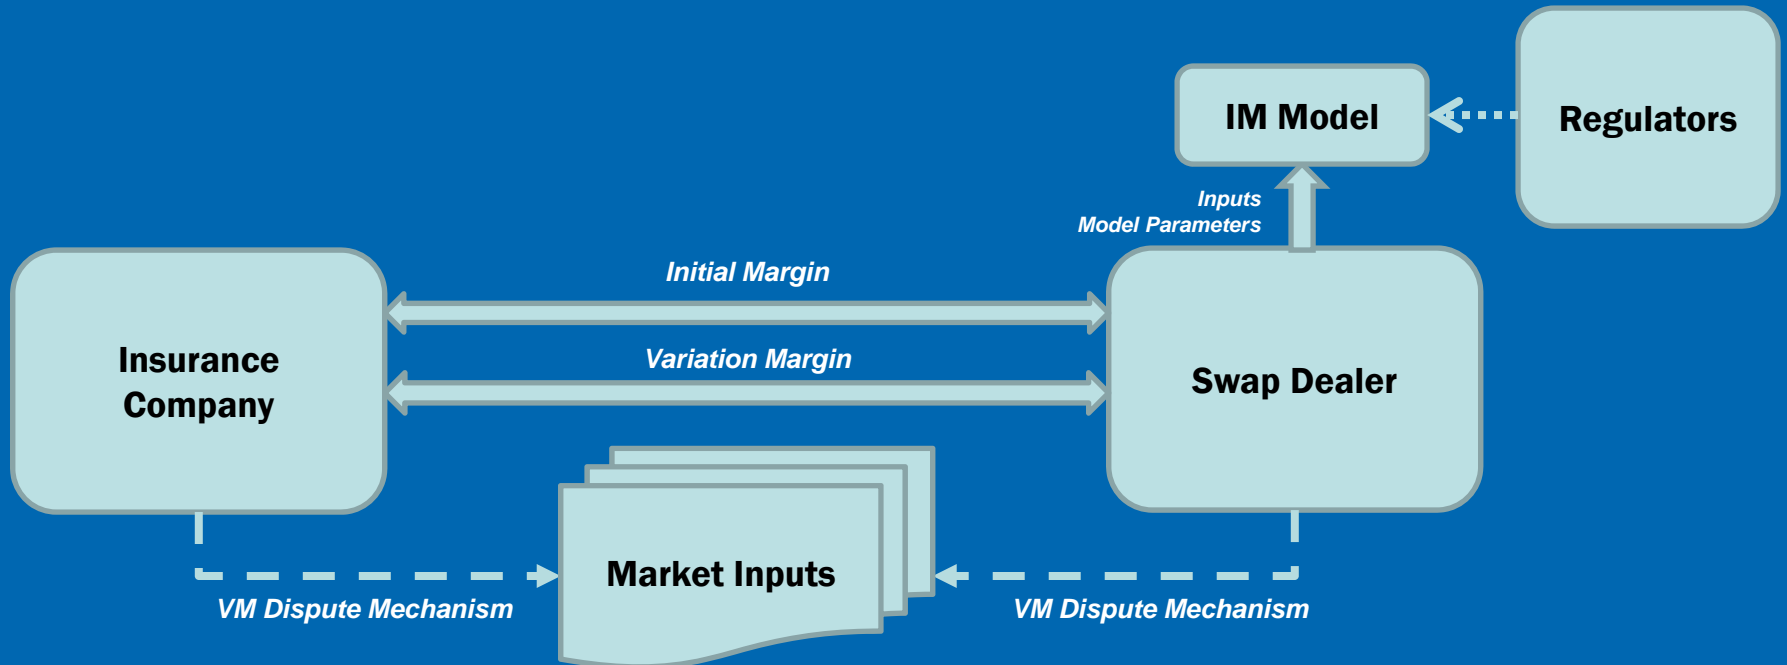 IM Model
Regulators
Inputs
Model Parameters
Initial Margin
Insurance
Company
Variation Margin
Swap Dealer
Market Inputs
VM Dispute Mechanism
VM Dispute Mechanism